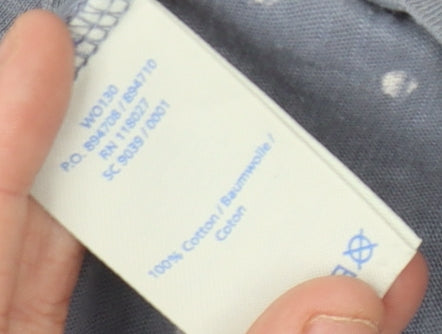 WO130
P.O. 894708 / 894710
RN 118027
SC 9039 / 0001
100% Cotton / Baumwolle /
Coton